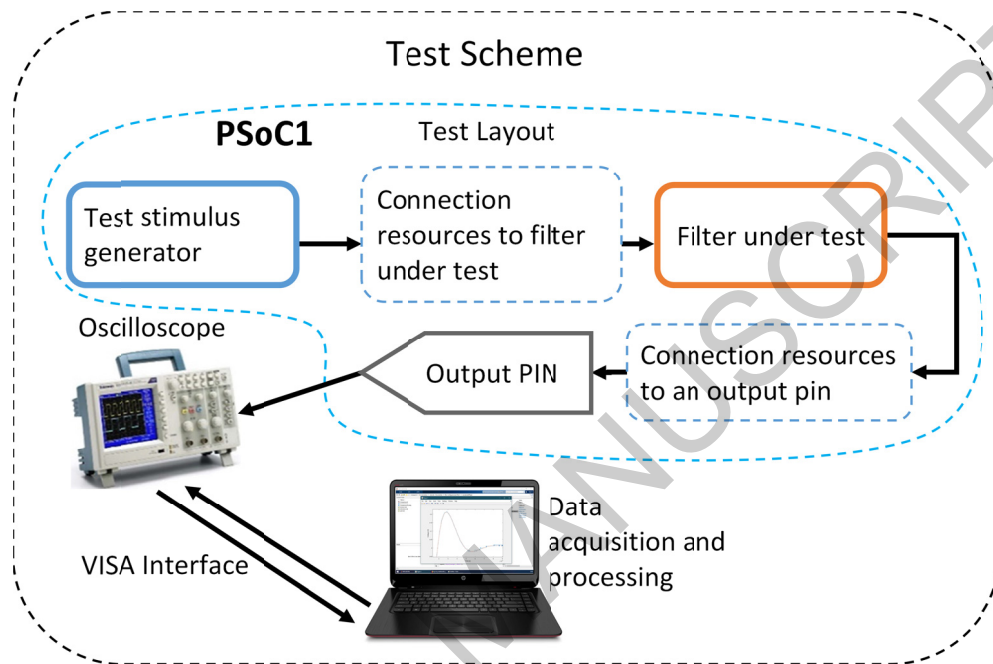 Test Scheme
PSoC1
Test Layout
Test stimulus
generator
Connection
resources to filter
under test
Filter under test
Oscilloscope
Output PIN
Connection resources
to an output pin
VISA Interface
Data
acquisition and
processing
MANUSCRIPT